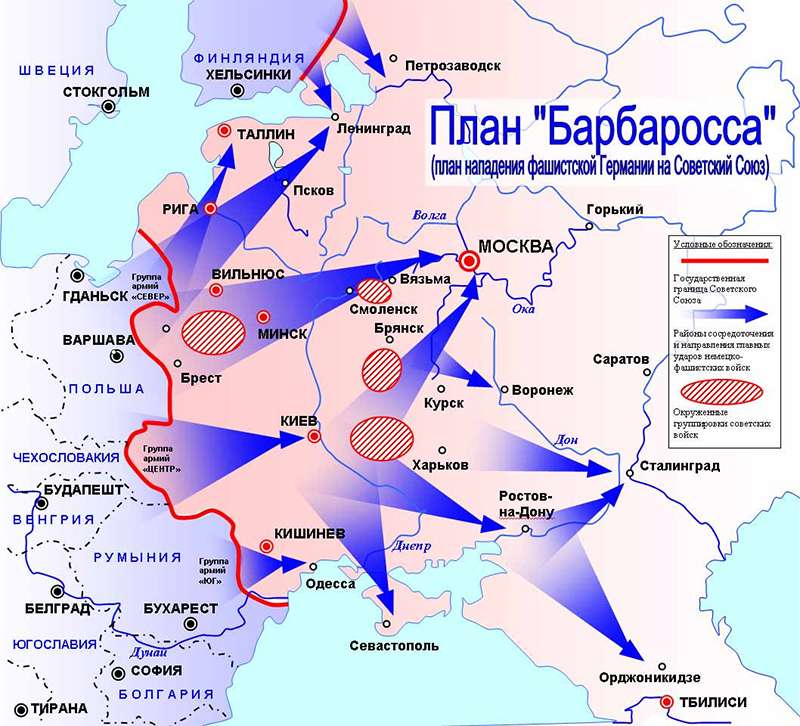 План "Барбаросса"
(план нападения фашистской Германии на Советский Союз)
ШВЕЦИЯ
СТОКГОЛЬМ
ФИНЛЯНДИЯ
ХЕЛЬСИНКИ
Петрозаводск
Ленинград
ТАЛЛИН
Псков
РИГА
Волга
Горький
МОСКВА
ГДАНЬСК
Группа
армий
«СЕВЕР»
ВИЛЬНЮС
Вязьма
Смоленск
Ока
МИНСК
Брянск
ВАРШАВА
Брест
ПОЛЬША
Курск
Воронеж
Саратов
КИЕВ
Группа
армий
«ЦЕНТР»
Харьков
Дон
Сталинград
ЧЕХОСЛОВАКИЯ
БУДАПЕШТ
ВЕНГРИЯ
Ростов-
на-Дону
КИШИНЕВ
Днепр
РУМЫНИЯ
Группа
армий
«ЮГ»
Одесса
БЕЛГРАД
БУХАРЕСТ
Севастополь
ЮГОСЛАВИЯ
Дунай
СОФИЯ
БОЛГАРИЯ
ТИРАНА
Орджоникидзе
ТБИЛИСИ
Условные обозначения:
Государственная
граница Советского
Союза
Районы сосредоточения
и направления главных
ударов немецко-
фашистских войск
Окруженные
группировки советских
войск